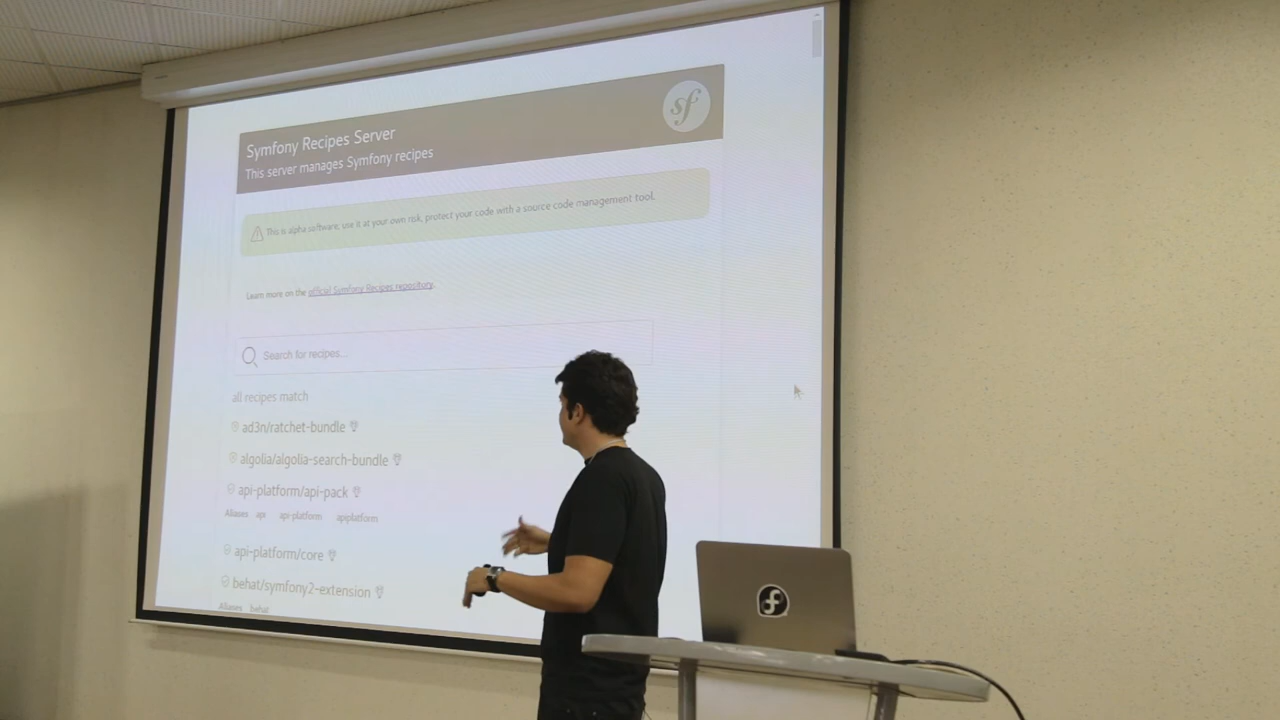 Symfony Recipes Server
This server manages Symfony recipes
sf
This is alpha software, use it at your own risk, protect your code with a source code management tool.
Learn more on the official Symfony Recipes repository.
Search for recipes...
all recipes match
ad3n/ratchet-bundle
algolia/algolia-search-bundle
api-platform/api-pack
Aliases api api-platform apiplatform
api-platform/core
behat/symfony2-extension
Aliases behat